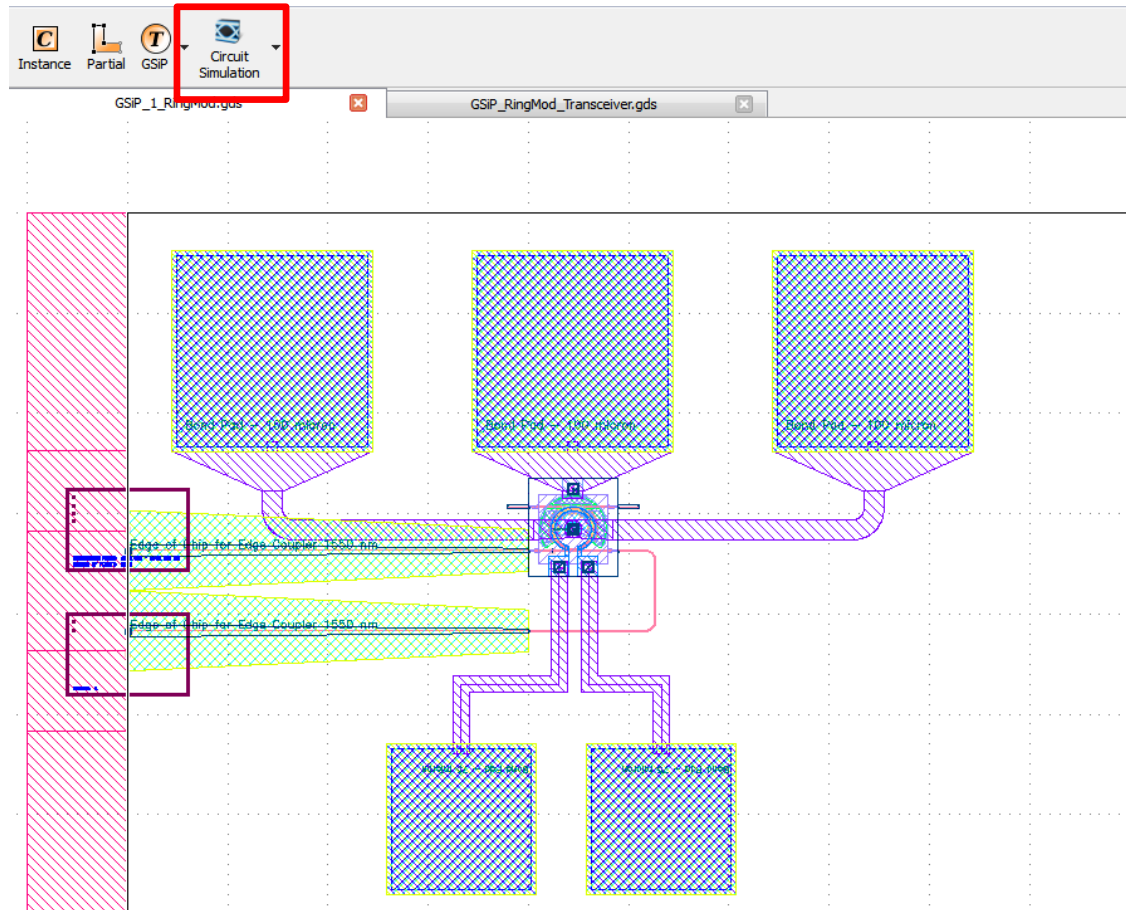 C
T
Instance
Partial
GSiP
Circuit
Simulation
GSiP_1_RingMod.gds
GSiP_RingMod_Transceiver.gds
Bond Pad - 100 micron
Bond Pad - 100 micron
Bond Pad - 100 micron
Edge of Chip for Edge Coupler 1550 nm
Edge of Chip for Edge Coupler 1550 nm